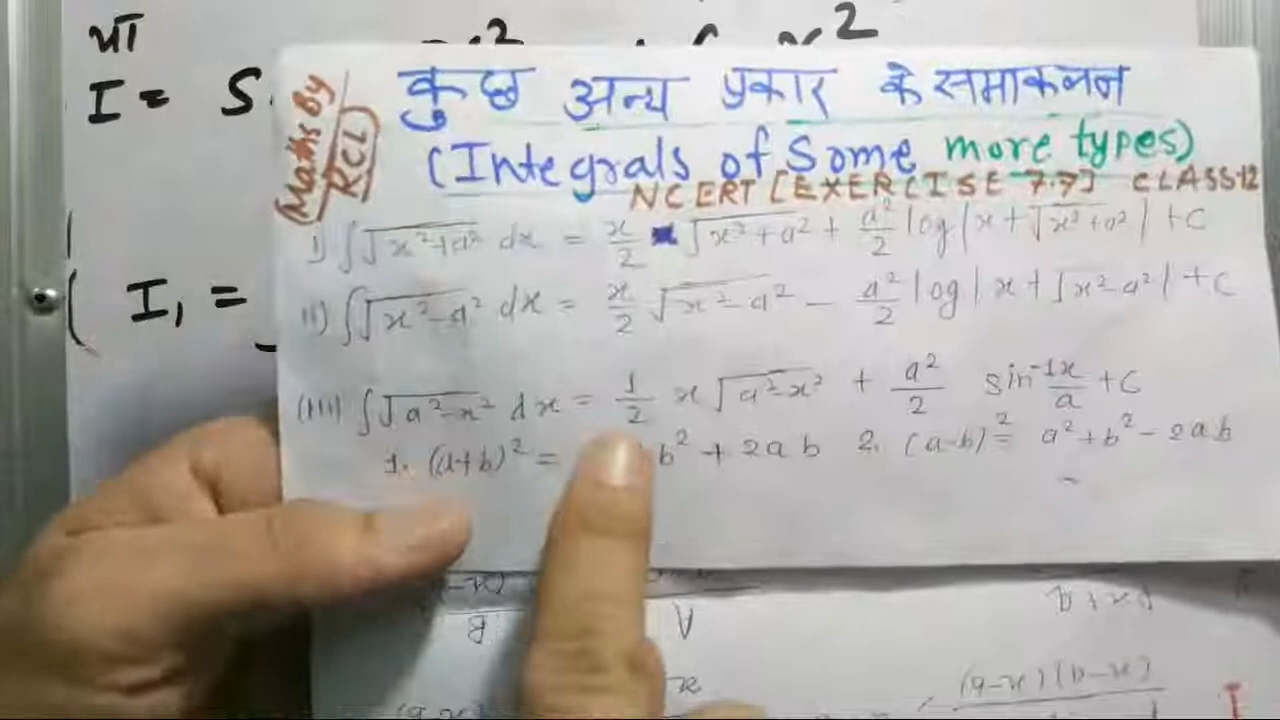 या
x² x²
I = S
कुछ अन्य प्रकार के समाकलन
(Maths By RCL)
(Integrals of Some more types)
NCERT [EXERCISE 7.7] CLASS-12
I) ∫√x²+a² dx = x/2 √x²+a² + a²/2 log|x+√x²+a²|+C
II) ∫√x²-a² dx = x/2 √x²-a² - a²/2 log|x+√x²-a²|+C
I₁ =
(III) ∫√a²-x² dx = 1/2 x√a²-x² + a²/2 sin⁻¹x/a +C
1. (a+b)² = b²+2ab 2. (a-b)² = a²+b²-2ab
(a-x)(b-x)